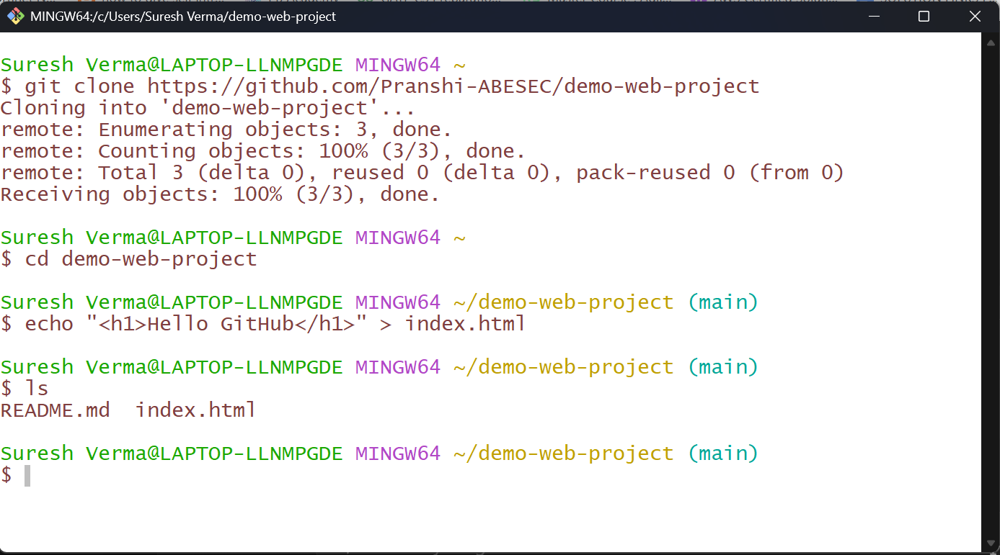 MINGW64:/c/Users/Suresh Verma/demo-web-project
Suresh Verma@LAPTOP-LLNMPGDE MINGW64 ~
$ git clone https://github.com/Pranshi-ABESEC/demo-web-project
Cloning into 'demo-web-project'...
remote: Enumerating objects: 3, done.
remote: Counting objects: 100% (3/3), done.
remote: Total 3 (delta 0), reused 0 (delta 0), pack-reused 0 (from 0)
Receiving objects: 100% (3/3), done.
Suresh Verma@LAPTOP-LLNMPGDE MINGW64 ~
$ cd demo-web-project
Suresh Verma@LAPTOP-LLNMPGDE MINGW64 ~/demo-web-project (main)
$ echo "<h1>Hello GitHub</h1>" > index.html
Suresh Verma@LAPTOP-LLNMPGDE MINGW64 ~/demo-web-project (main)
$ ls
README.md  index.html
Suresh Verma@LAPTOP-LLNMPGDE MINGW64 ~/demo-web-project (main)
$